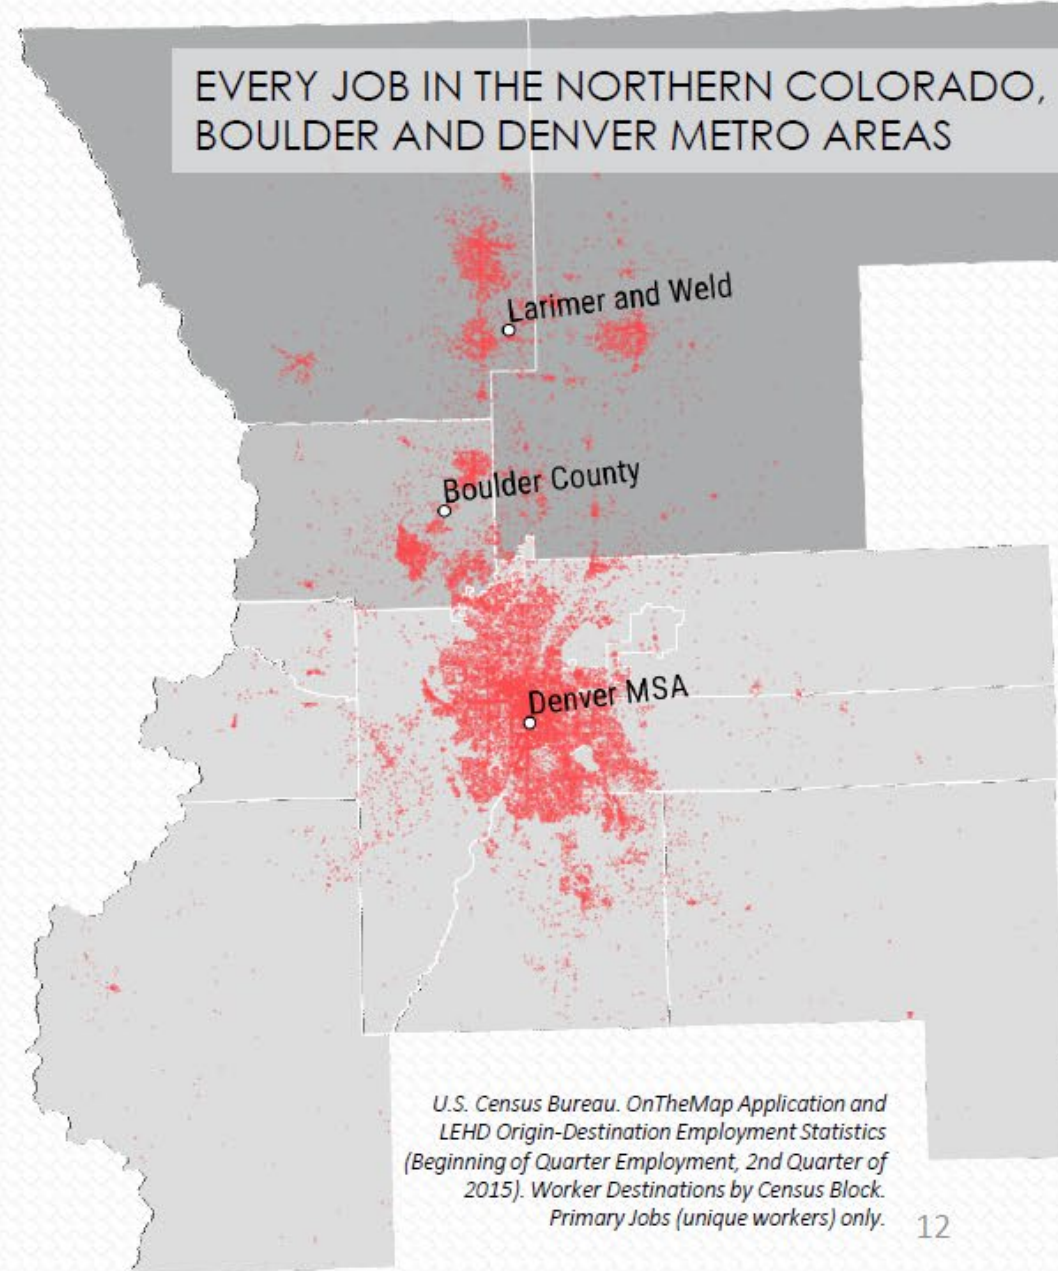 EVERY JOB IN THE NORTHERN COLORADO,
BOULDER AND DENVER METRO AREAS
Larimer and Weld
Boulder County
Denver MSA
U.S. Census Bureau. OnTheMap Application and
LEHD Origin-Destination Employment Statistics
(Beginning of Quarter Employment, 2nd Quarter of
2015). Worker Destinations by Census Block.
Primary Jobs (unique workers) only.
12